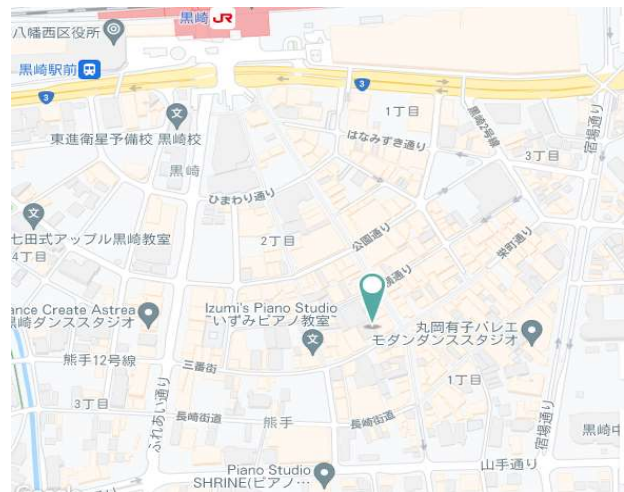 黒崎 JR
八幡西区役所
黒崎駅前
3
3
1丁目
黒崎2号線
宿場通り
東進衛星予備校 黒崎校
はなみずき通り
3丁目
黒崎
ひまわり通り
七田式アップル黒崎教室
4丁目
2丁目
公園通り
栄町通り
通り
ance Create Astrea
崎ダンススタジオ
Izumi's Piano Studio
~いずみピアノ教室~
丸岡有子バレエ
モダンダンススタジオ
熊手12号線
三番街
1丁目
3丁目
ふれあい通り
長崎街道
熊手
長崎街道
宿場通り
黒崎中
山手通り
Piano Studio
SHRINE(ピアノ…